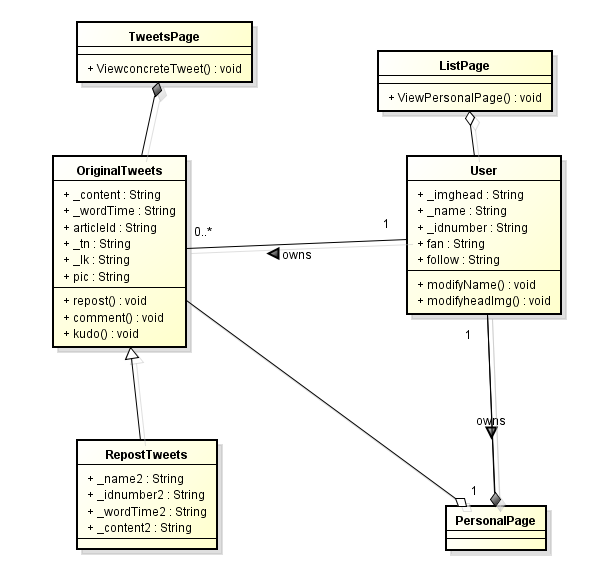 TweetsPage
+ ViewconcreteTweet() : void
ListPage
+ ViewPersonalPage() : void
OriginalTweets
+ _content : String
+ _wordTime : String
+ articleId : String
+ _tn : String
+ _lk : String
+ pic : String
+ repost() : void
+ comment() : void
+ kudo() : void
User
+ _imghead : String
+ _name : String
+ _idnumber : String
+ fan : String
+ follow : String
+ modifyName() : void
+ modifyheadImg() : void
0..*
1
owns
1
owns
1
RepostTweets
+ _name2 : String
+ _idnumber2 : String
+ _wordTime2 : String
+ _content2 : String
PersonalPage